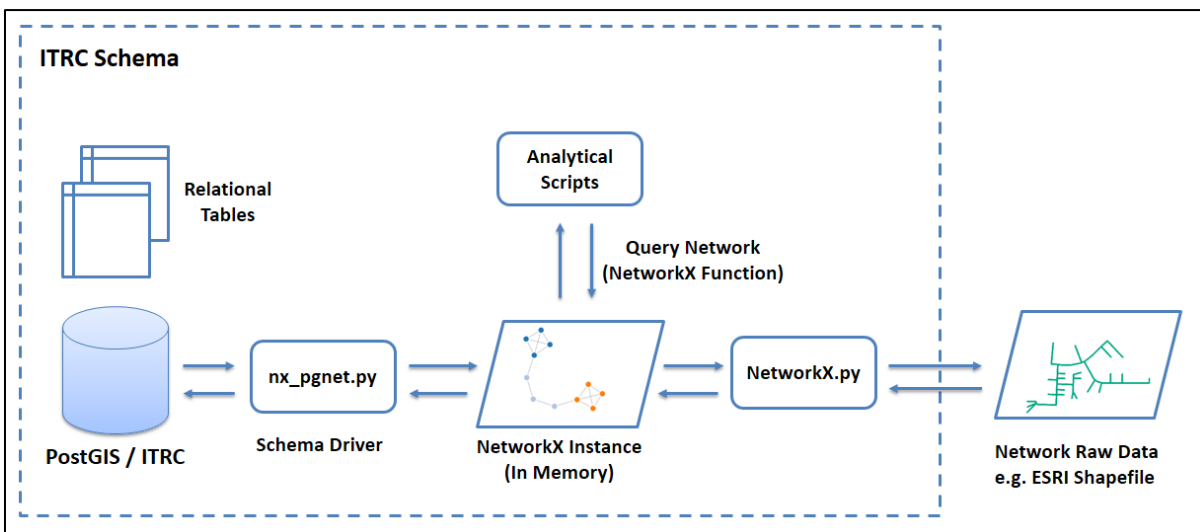 ITRC Schema
Analytical
Scripts
Relational
Tables
Query Network
(NetworkX Function)
nx_pgnet.py
NetworkX.py
PostGIS / ITRC
Schema Driver
NetworkX Instance
(In Memory)
Network Raw Data
e.g. ESRI Shapefile